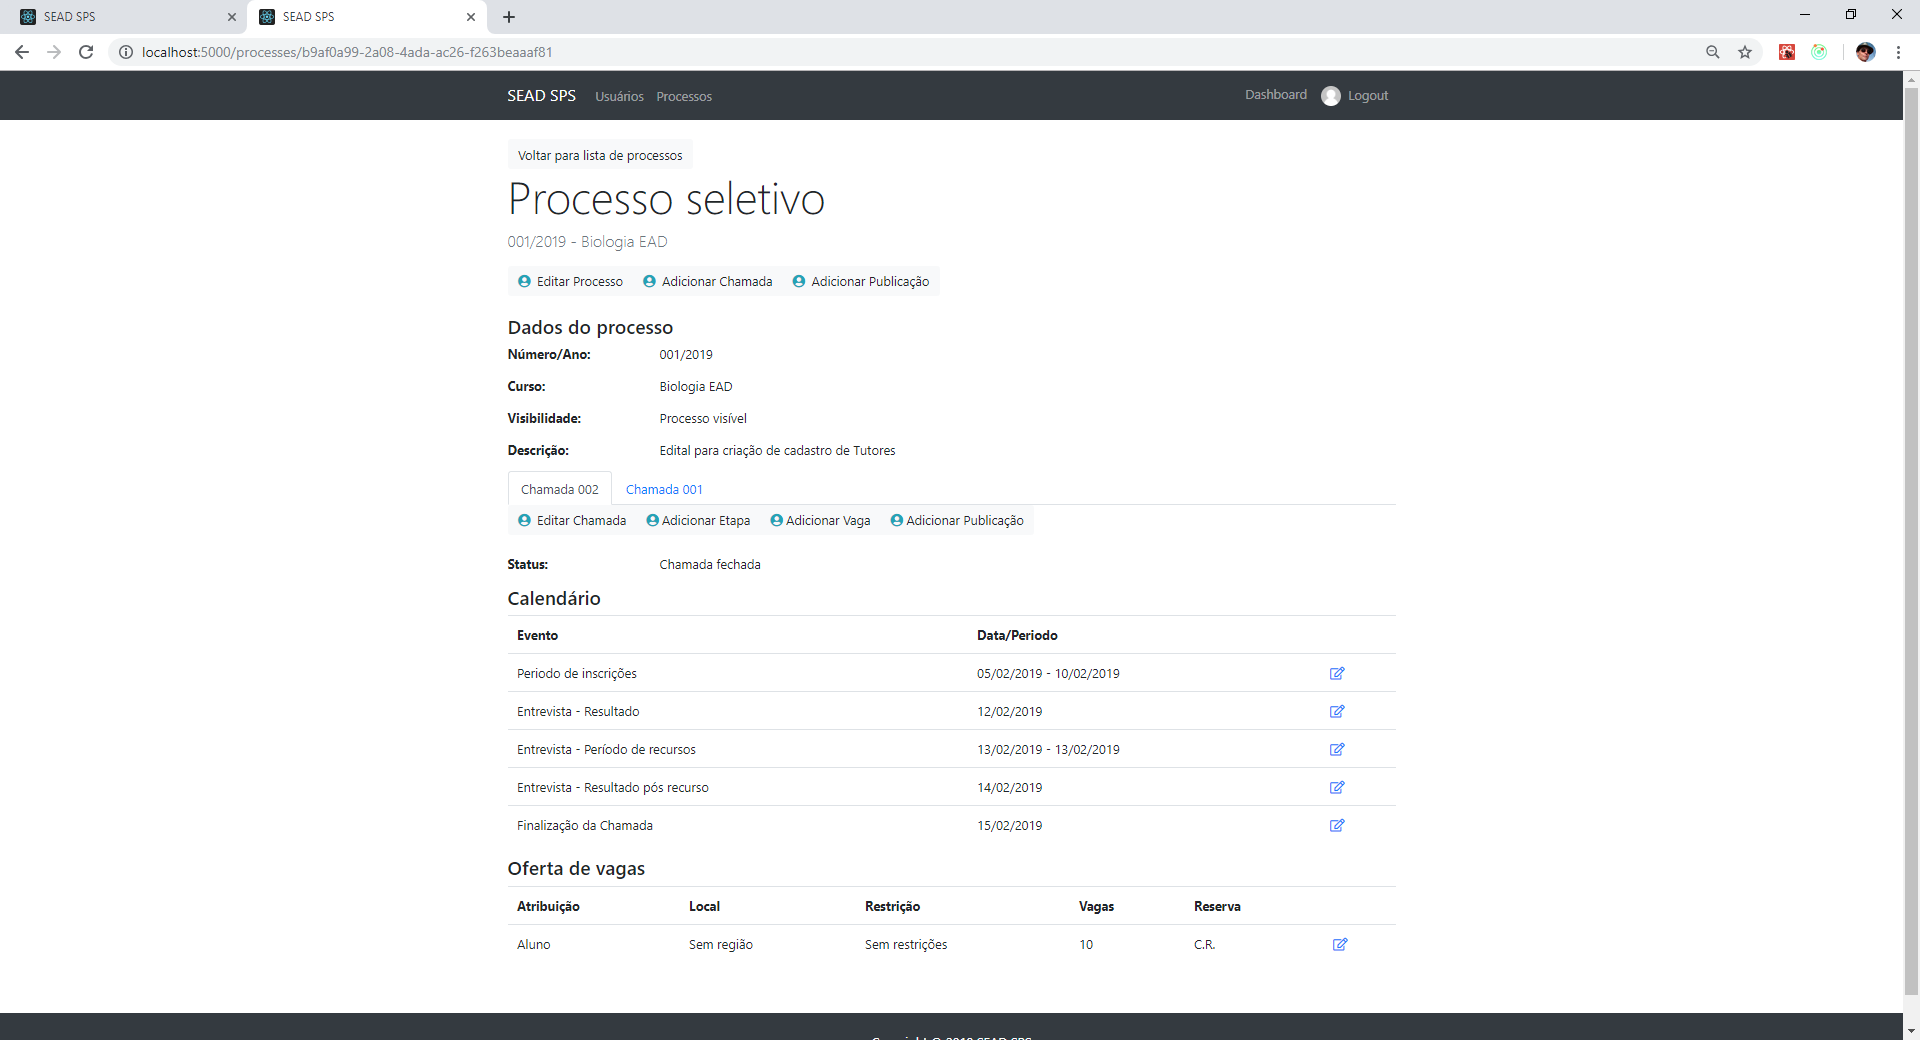 SEAD SPS
SEAD SPS
localhost:5000/processes/b9af0a99-2a08-4ada-ac26-f263beaaaf81
SEAD SPS Usuários Processos Dashboard Logout
Voltar para lista de processos
Processo seletivo
001/2019 - Biologia EAD
Editar Processo Adicionar Chamada Adicionar Publicação
Dados do processo
Número/Ano: 001/2019
Curso: Biologia EAD
Visibilidade: Processo visível
Descrição: Edital para criação de cadastro de Tutores
Chamada 002 Chamada 001
Editar Chamada Adicionar Etapa Adicionar Vaga Adicionar Publicação
Status: Chamada fechada
Calendário
Evento Data/Periodo
Periodo de inscrições 05/02/2019 - 10/02/2019
Entrevista - Resultado 12/02/2019
Entrevista - Período de recursos 13/02/2019 - 13/02/2019
Entrevista - Resultado pós recurso 14/02/2019
Finalização da Chamada 15/02/2019
Oferta de vagas
Atribuição Local Restrição Vagas Reserva
Aluno Sem região Sem restrições 10 C.R.
Copyright © 2019 SEAD SPS